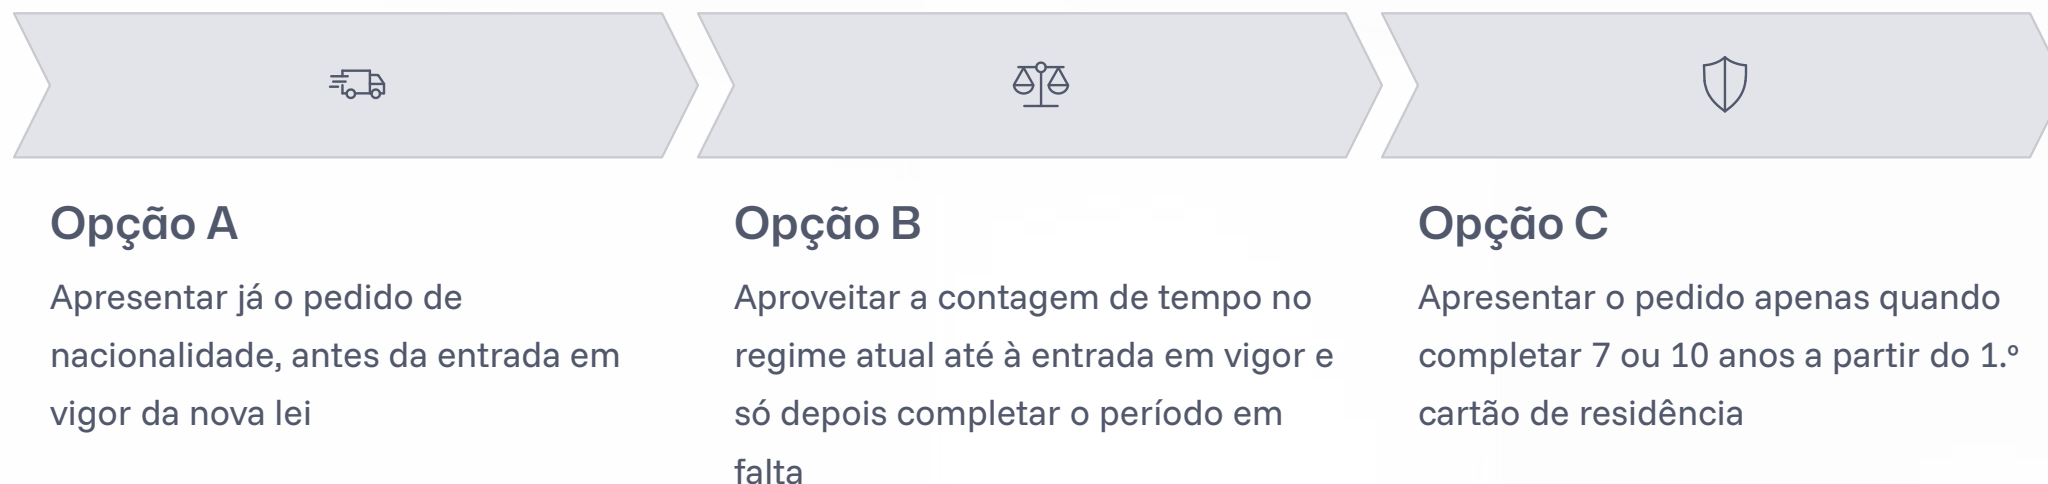 Opção A
Apresentar já o pedido de
nacionalidade, antes da entrada em
vigor da nova lei
Opção B
Aproveitar a contagem de tempo no
regime atual até à entrada em vigor e
só depois completar o período em
falta
Opção C
Apresentar o pedido apenas quando
completar 7 ou 10 anos a partir do 1.º
cartão de residência